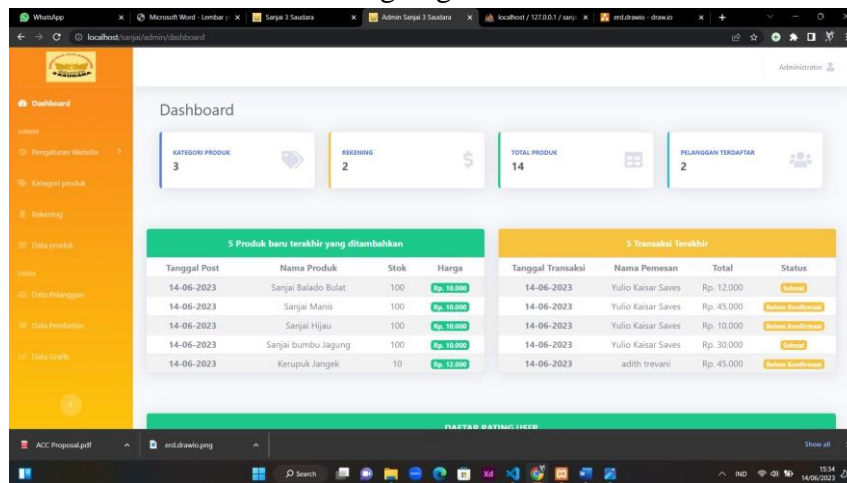 WhatsApp
Microsoft Word - Lembar p
Sanjai 3 Saudara
Admin Sanjai 3 Saudara
localhost / 127.0.0.1 / sanja
erd.drawio - draw.io
localhost/sanjai/admin/dashboard
Administrator
Dashboard
ADMIN
Pengaturan Website
Kategori produk
Rekening
Data produk
Data Pelanggan
Data Pembelian
Data Grafik
Dashboard
KATEGORI PRODUK
3
REKENING
2
TOTAL PRODUK
14
PELANGGAN TERDAFTAR
2
5 Produk baru terakhir yang ditambahkan
Tanggal Post Nama Produk Stok Harga
14-06-2023 Sanjai Balado Bulat 100 Rp. 10.000
14-06-2023 Sanjai Manis 100 Rp. 10.000
14-06-2023 Sanjai Hijau 100 Rp. 10.000
14-06-2023 Sanjai bumbu Jagung 100 Rp. 10.000
14-06-2023 Kerupuk Jangek 10 Rp. 12.000
5 Transaksi Terakhir
Tanggal Transaksi Nama Pemesan Total Status
14-06-2023 Yulio Kaisar Saves Rp. 12.000 Selesai
14-06-2023 Yulio Kaisar Saves Rp. 45.000 Belum Konfirmasi
14-06-2023 Yulio Kaisar Saves Rp. 10.000 Belum Konfirmasi
14-06-2023 Yulio Kaisar Saves Rp. 30.000 Selesai
14-06-2023 adith trevani Rp. 45.000 Belum Konfirmasi
DAFTAR RATING USER
ACC Proposal.pdf
erd.drawio.png
Show all
Search
IND
15:34
14/06/2023